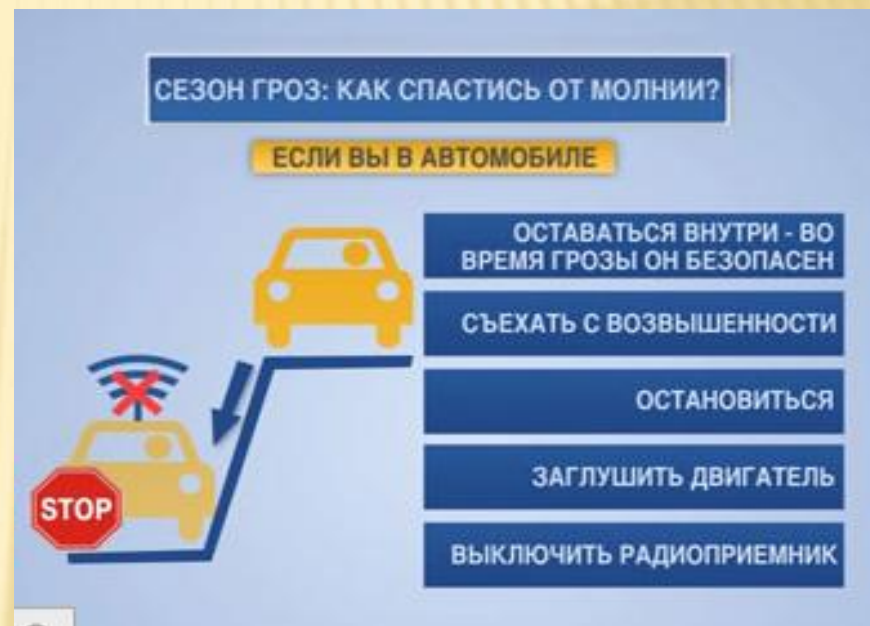 СЕЗОН ГРОЗ: КАК СПАСТИСЬ ОТ МОЛНИИ?
ЕСЛИ ВЫ В АВТОМОБИЛЕ
ОСТАВАТЬСЯ ВНУТРИ - ВО
ВРЕМЯ ГРОЗЫ ОН БЕЗОПАСЕН
СЪЕХАТЬ С ВОЗВЫШЕННОСТИ
ОСТАНОВИТЬСЯ
ЗАГЛУШИТЬ ДВИГАТЕЛЬ
ВЫКЛЮЧИТЬ РАДИОПРИЕМНИК
STOP